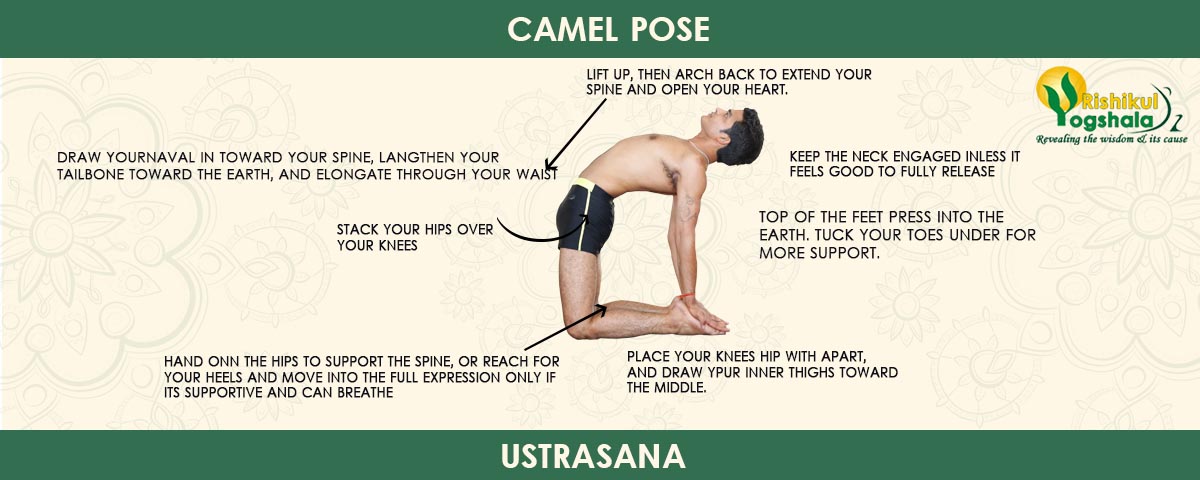 CAMEL POSE
LIFT UP, THEN ARCH BACK TO EXTEND YOUR
SPINE AND OPEN YOUR HEART.
Rishikul
Yogshala
Revealing the wisdom & its cause
DRAW YOURNAVAL IN TOWARD YOUR SPINE, LANGTHEN YOUR
TAILBONE TOWARD THE EARTH, AND ELONGATE THROUGH YOUR WAIST
KEEP THE NECK ENGAGED INLESS IT
FEELS GOOD TO FULLY RELEASE
STACK YOUR HIPS OVER
YOUR KNEES
TOP OF THE FEET PRESS INTO THE
EARTH. TUCK YOUR TOES UNDER FOR
MORE SUPPORT.
HAND ONN THE HIPS TO SUPPORT THE SPINE, OR REACH FOR
YOUR HEELS AND MOVE INTO THE FULL EXPRESSION ONLY IF
ITS SUPPORTIVE AND CAN BREATHE
PLACE YOUR KNEES HIP WITH APART,
AND DRAW YPUR INNER THIGHS TOWARD
THE MIDDLE.
USTRASANA